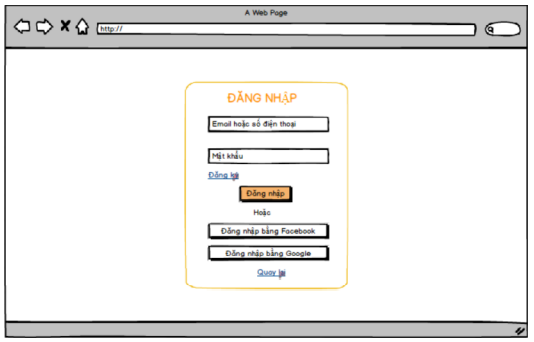 A Web Page
http://
ĐĂNG NHẬP
Email hoặc số điện thoại
Mật khẩu
Đăng ký
Đăng nhập
Hoặc
Đăng nhập bằng Facebook
Đăng nhập bằng Google
Quay lại